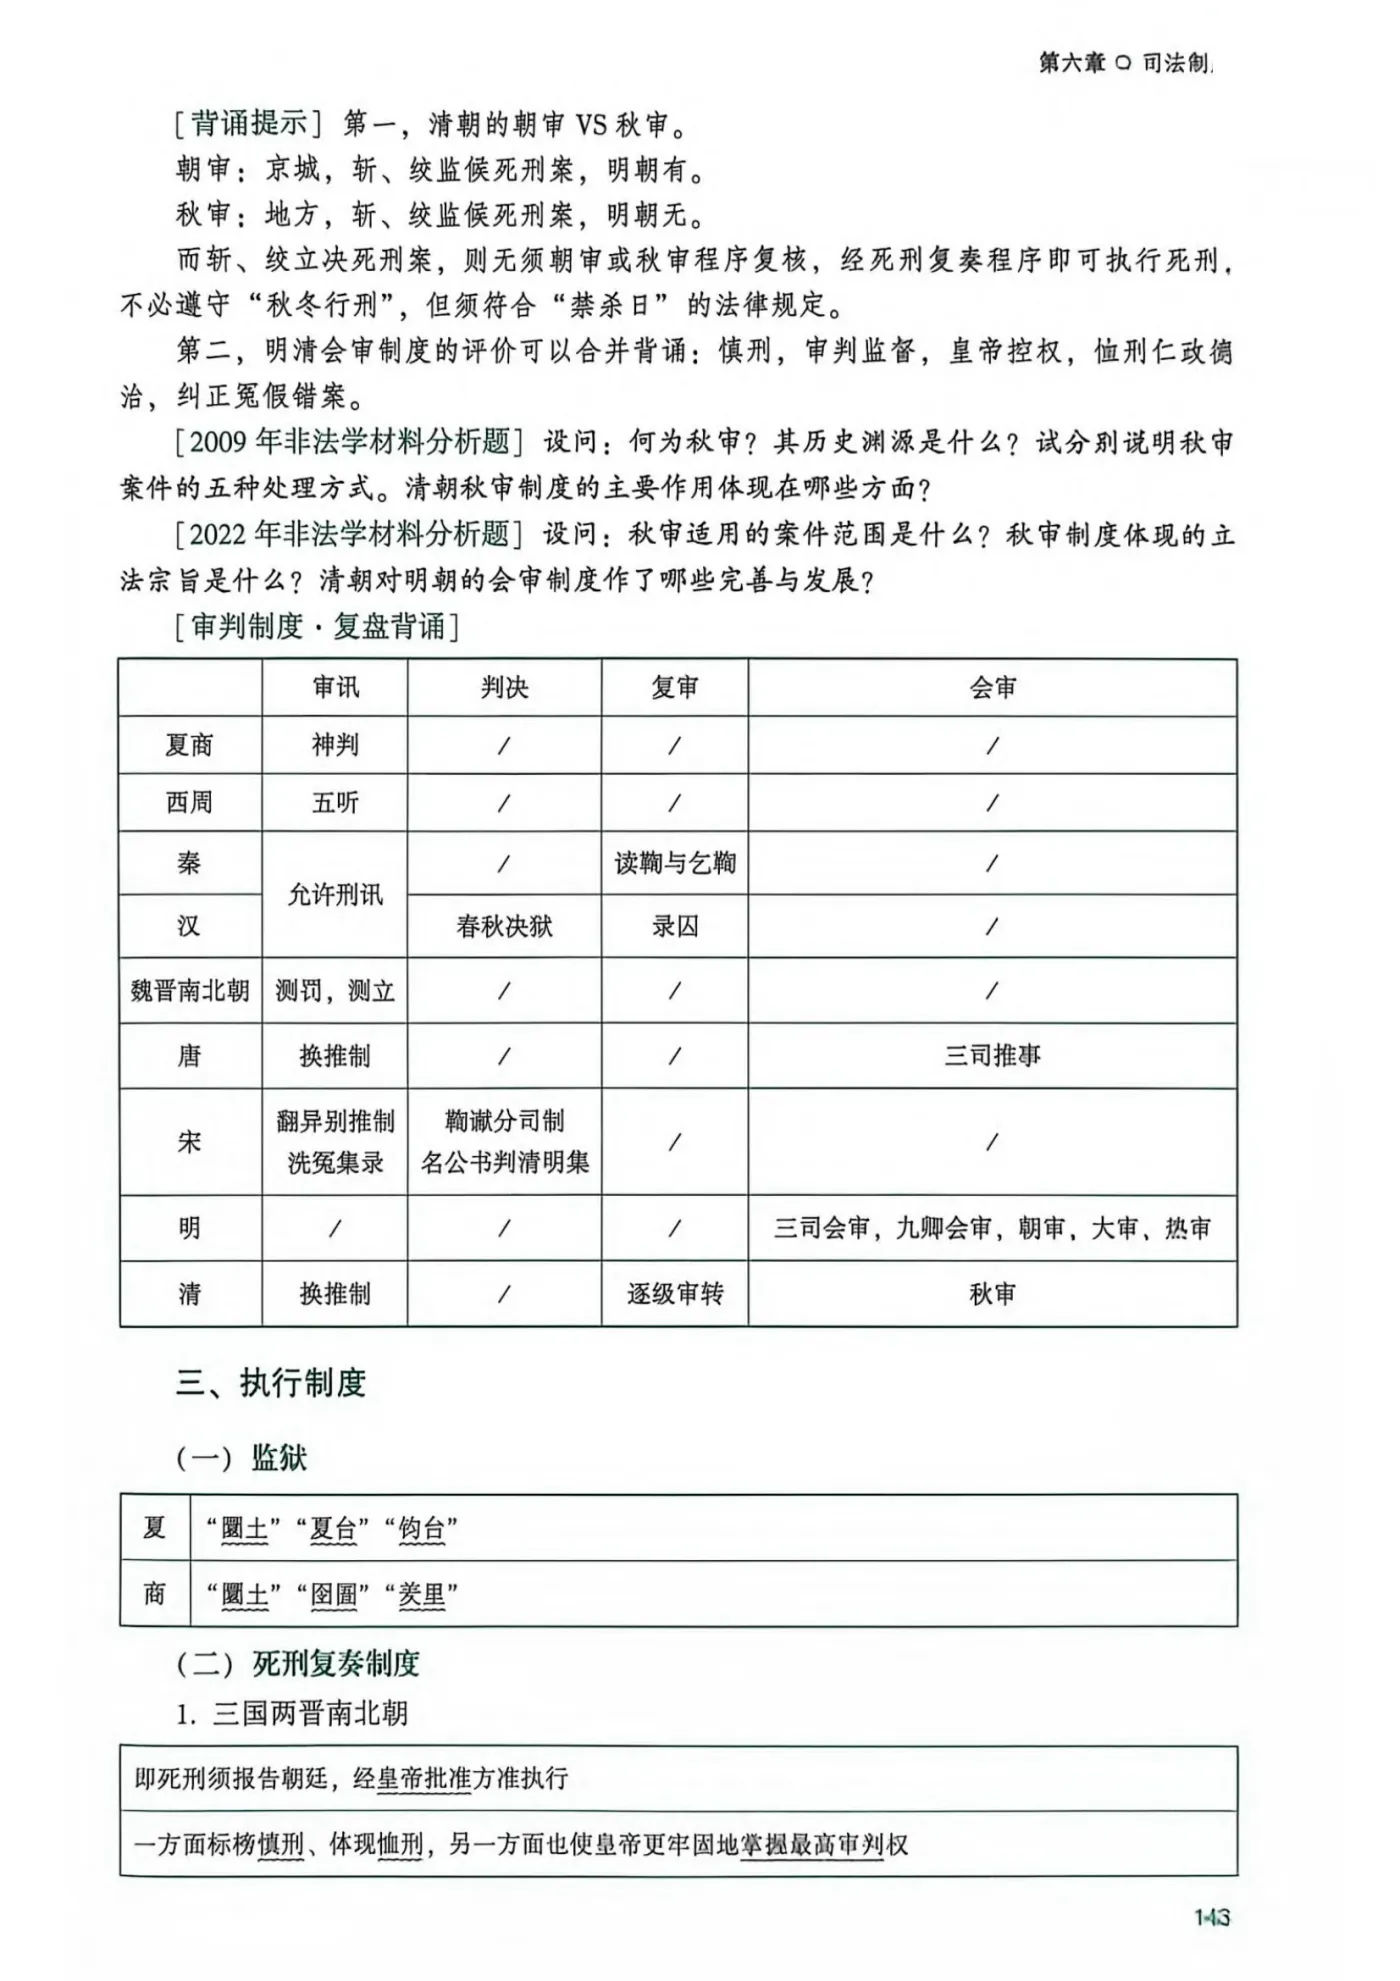 第六章 司法制
[背诵提示] 第一，清朝的朝审 VS 秋审。
朝审：京城，斩、绞监候死刑案，明朝有。
秋审：地方，斩、绞监候死刑案，明朝无。
而斩、绞立决死刑案，则无须朝审或秋审程序复核，经死刑复奏程序即可执行死刑，
不必遵守“秋冬行刑”，但须符合“禁杀日”的法律规定。
第二，明清会审制度的评价可以合并背诵：慎刑，审判监督，皇帝控权，恤刑仁政德
治，纠正冤假错案。
[2009 年非法学材料分析题] 设问：何为秋审？其历史渊源是什么？试分别说明秋审
案件的五种处理方式。清朝秋审制度的主要作用体现在哪些方面？
[2022 年非法学材料分析题] 设问：秋审适用的案件范围是什么？秋审制度体现的立
法宗旨是什么？清朝对明朝的会审制度作了哪些完善与发展？
[审判制度·复盘背诵]
审讯 判决 复审 会审
夏商 神判 / / /
西周 五听 / / /
秦 允许刑讯 / 读鞫与乞鞫 /
汉 春秋决狱 录囚 /
魏晋南北朝 测罚，测立 / / /
唐 换推制 / / 三司推事
宋 翻异别推制 鞫谳分司制 / /
洗冤集录 名公书判清明集
明 / / / 三司会审，九卿会审，朝审，大审、热审
清 换推制 / 逐级审转 秋审
三、执行制度
(一) 监狱
夏 “圜土”“夏台”“钧台”
商 “圜土”“囹圄”“羑里”
(二) 死刑复奏制度
1. 三国两晋南北朝
即死刑须报告朝廷，经皇帝批准方准执行
一方面标榜慎刑、体现恤刑，另一方面也使皇帝更牢固地掌握最高审判权
143